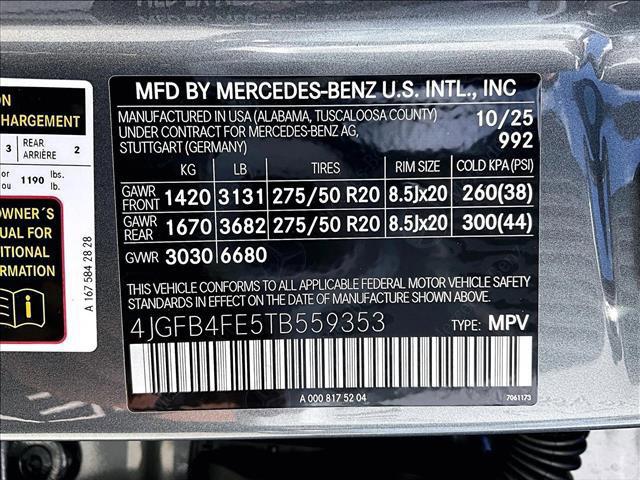 ON
CHARGEMENT
3 REAR ARRIÈRE 2
or ou 1190 lbs. lb.
OWNER´S
UAL FOR
ITIONAL
RMATION
A 167 584 28 28
MFD BY MERCEDES-BENZ U.S. INTL., INC
MANUFACTURED IN USA (ALABAMA, TUSCALOOSA COUNTY) 10/25
UNDER CONTRACT FOR MERCEDES-BENZ AG, 992
STUTTGART (GERMANY)
KG LB TIRES RIM SIZE COLD KPA (PSI)
GAWR FRONT 1420 3131 275/50 R20 8.5Jx20 260(38)
GAWR REAR 1670 3682 275/50 R20 8.5Jx20 300(44)
GVWR 3030 6680
THIS VEHICLE CONFORMS TO ALL APPLICABLE FEDERAL MOTOR VEHICLE SAFETY
STANDARDS IN EFFECT ON THE DATE OF MANUFACTURE SHOWN ABOVE.
4JGFB4FE5TB559353 TYPE: MPV
A 000 817 52 04
7061173